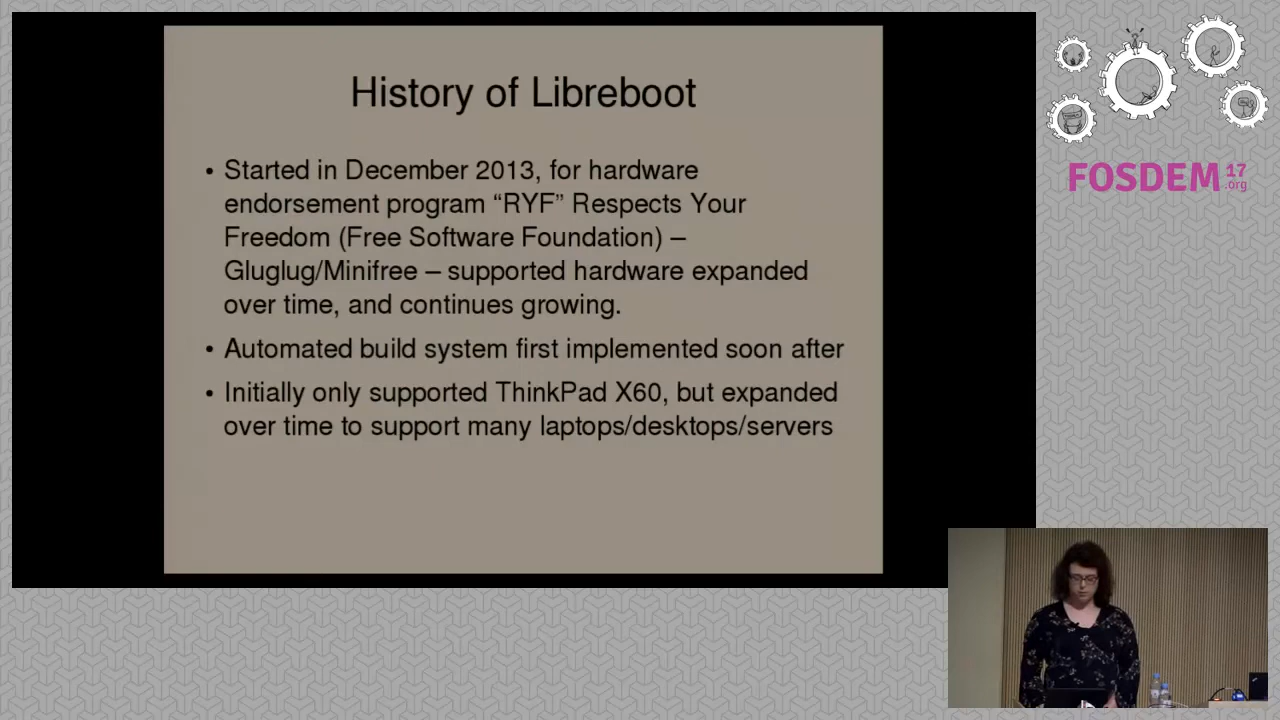 History of Libreboot
• Started in December 2013, for hardware
endorsement program “RYF” Respects Your
Freedom (Free Software Foundation) –
Gluglug/Minifree – supported hardware expanded
over time, and continues growing.
• Automated build system first implemented soon after
• Initially only supported ThinkPad X60, but expanded
over time to support many laptops/desktops/servers
FOSDEM 17
.org